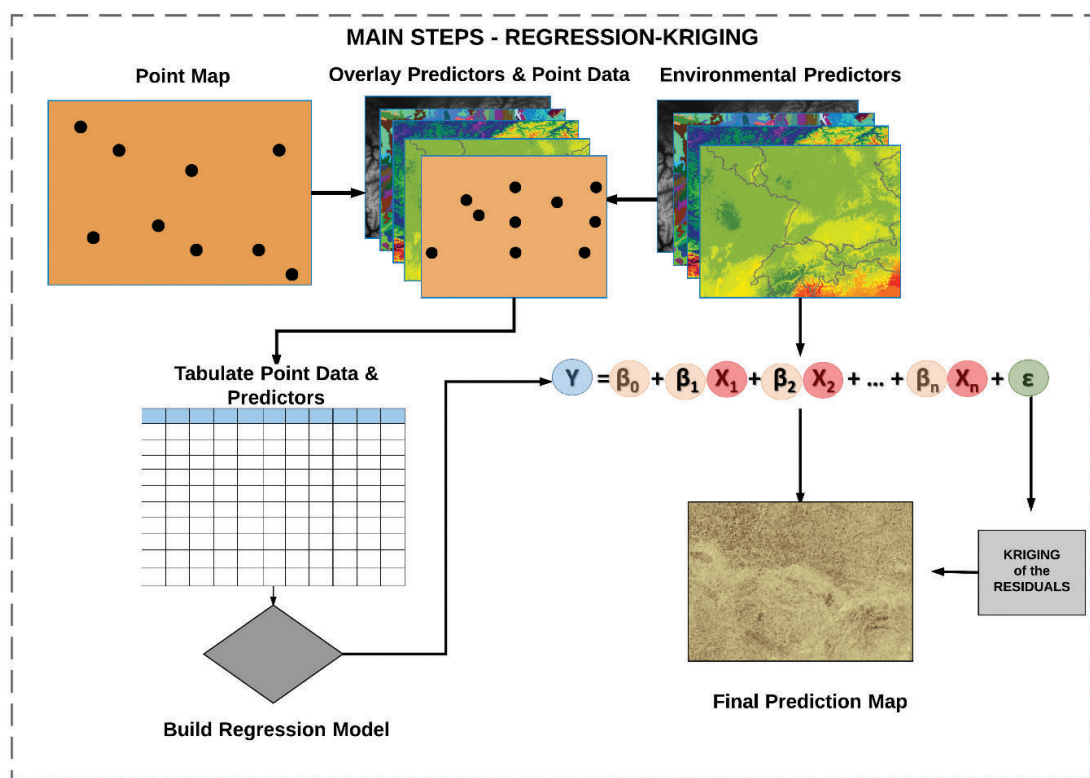 MAIN STEPS - REGRESSION-KRIGING
Point Map
Overlay Predictors & Point Data
Environmental Predictors
Tabulate Point Data &
Predictors
Y = β₀ + β₁ X₁ + β₂ X₂ + ... + βₙ Xₙ + ε
KRIGING
of the
RESIDUALS
Build Regression Model
Final Prediction Map